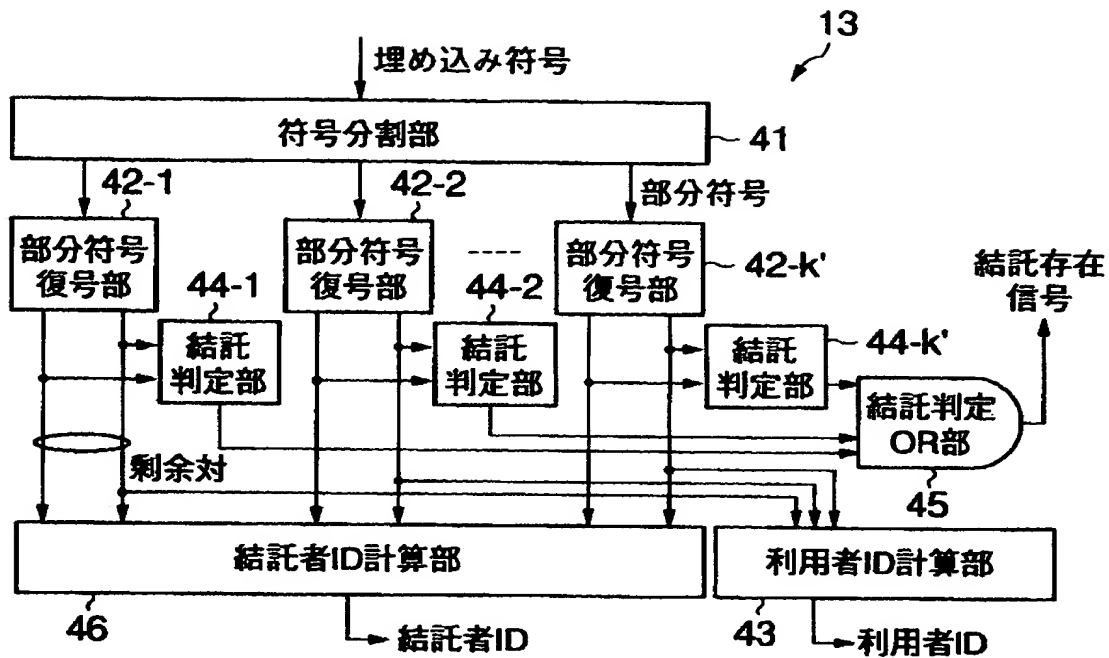 13
埋め込み符号
符号分割部
41
42-1
42-2
部分符号
部分符号
復号部
部分符号
復号部
----
部分符号
復号部
42-k'
結託存在
信号
44-1
結託
判定部
44-2
結託
判定部
結託
判定部
44-k'
結託判定
OR部
45
剰余対
結託者ID計算部
利用者ID計算部
46
結託者ID
43
利用者ID